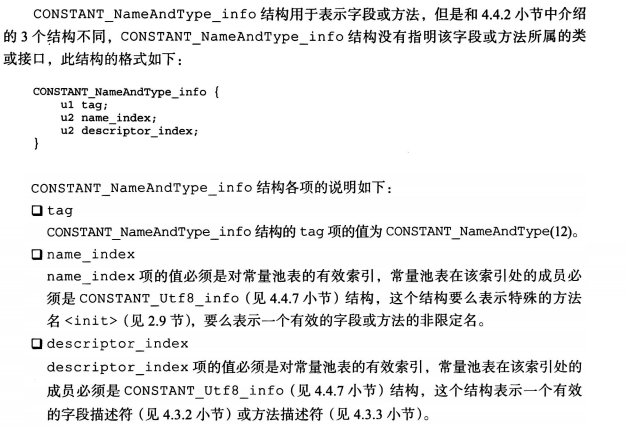 CONSTANT_NameAndType_info 结构用于表示字段或方法，但是和 4.4.2 小节中介绍
的 3 个结构不同，CONSTANT_NameAndType_info 结构没有指明该字段或方法所属的类
或接口，此结构的格式如下：
CONSTANT_NameAndType_info {
u1 tag;
u2 name_index;
u2 descriptor_index;
}
CONSTANT_NameAndType_info 结构各项的说明如下：
❑ tag
CONSTANT_NameAndType_info 结构的 tag 项的值为 CONSTANT_NameAndType(12)。
❑ name_index
name_index 项的值必须是对常量池表的有效索引，常量池表在该索引处的成员必
须是 CONSTANT_Utf8_info（见 4.4.7 小节）结构，这个结构要么表示特殊的方法
名 <init>（见 2.9 节），要么表示一个有效的字段或方法的非限定名。
❑ descriptor_index
descriptor_index 项的值必须是对常量池表的有效索引，常量池表在该索引处的
成员必须是 CONSTANT_Utf8_info（见 4.4.7 小节）结构，这个结构表示一个有效
的字段描述符（见 4.3.2 小节）或方法描述符（见 4.3.3 小节）。